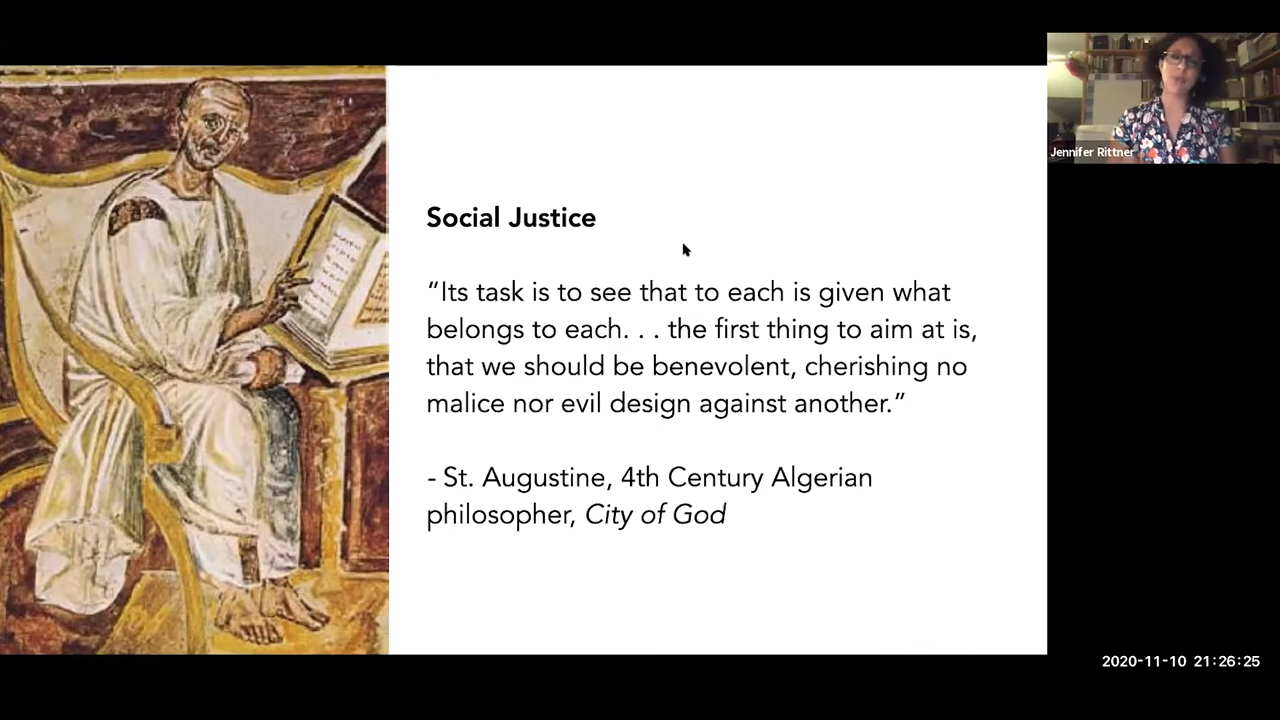 Jennifer Rittner
Social Justice
“Its task is to see that to each is given what
belongs to each. . . the first thing to aim at is,
that we should be benevolent, cherishing no
malice nor evil design against another.”
- St. Augustine, 4th Century Algerian
philosopher, City of God
2020-11-10 21:26:25